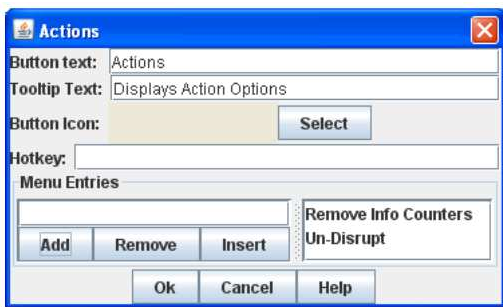 Actions
Button text: Actions
Tooltip Text: Displays Action Options
Button Icon: Select
Hotkey:
Menu Entries
Remove Info Counters
Un-Disrupt
Add Remove Insert
Ok Cancel Help